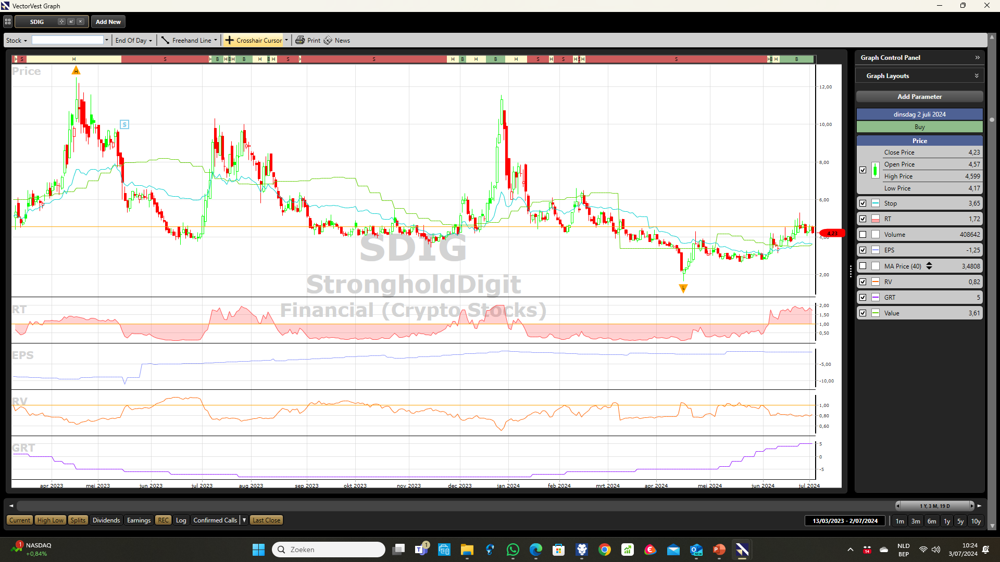 VectorVest Graph
SDIG
Add New
Stock
End Of Day
Freehand Line
Crosshair Cursor
Print
News
H S H S H B H B H B H B H S H S H B H B H S H S H S H S H B H B
Price
H
S
12,00
10,00
8,00
6,00
4,00
4,23
2,00
L
SDIG
StrongholdDigit
Financial (Crypto Stocks)
RT
2,00
1,50
1,00
0,50
EPS
-5,00
-10,00
RV
1,00
0,80
0,60
GRT
5
0
-5
apr 2023 mei 2023 jun 2023 jul 2023 aug 2023 sep 2023 okt 2023 nov 2023 dec 2023 jan 2024 feb 2024 mrt 2024 apr 2024 mei 2024 jun 2024 jul 2024
Graph Control Panel
Graph Layouts
Add Parameter
dinsdag 2 juli 2024
Buy
Price
Close Price 4,23
Open Price 4,57
High Price 4,599
Low Price 4,17
Stop 3,65
RT 1,72
Volume 408642
EPS -1,25
MA Price (40) 3,4808
RV 0,82
GRT 5
Value 3,61
1 Y, 3 M, 19 D
Current High Low Splits Dividends Earnings REC Log Confirmed Calls Last Close
13/03/2023 - 2/07/2024 1m 3m 6m 1y 5y 10y
1
NASDAQ
+0,84%
Zoeken
1
NEW
14
NLD
BEP
10:24
3/07/2024